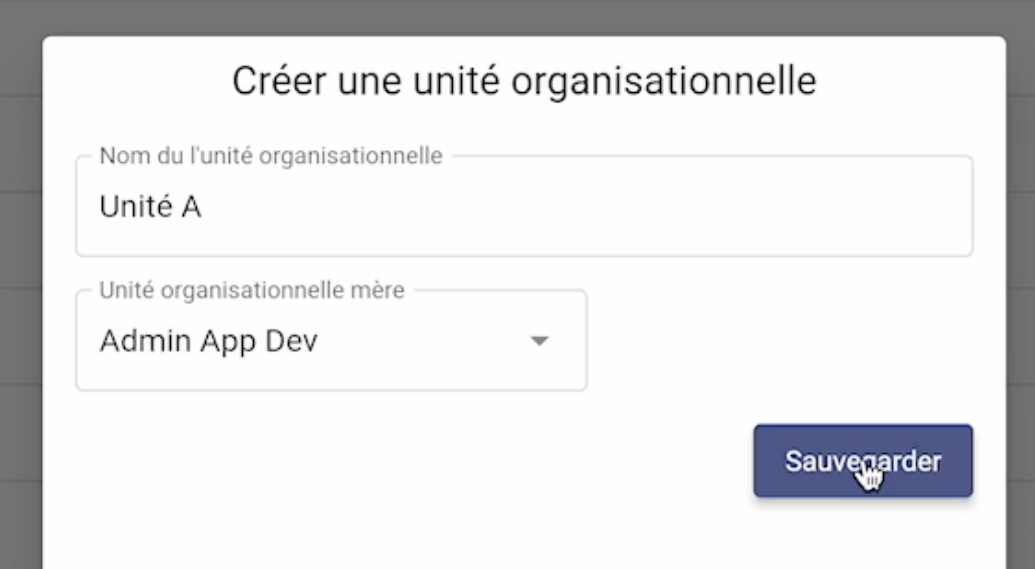 Créer une unité organisationnelle
Nom du l'unité organisationnelle
Unité A
Unité organisationnelle mère
Admin App Dev
Sauvegarder